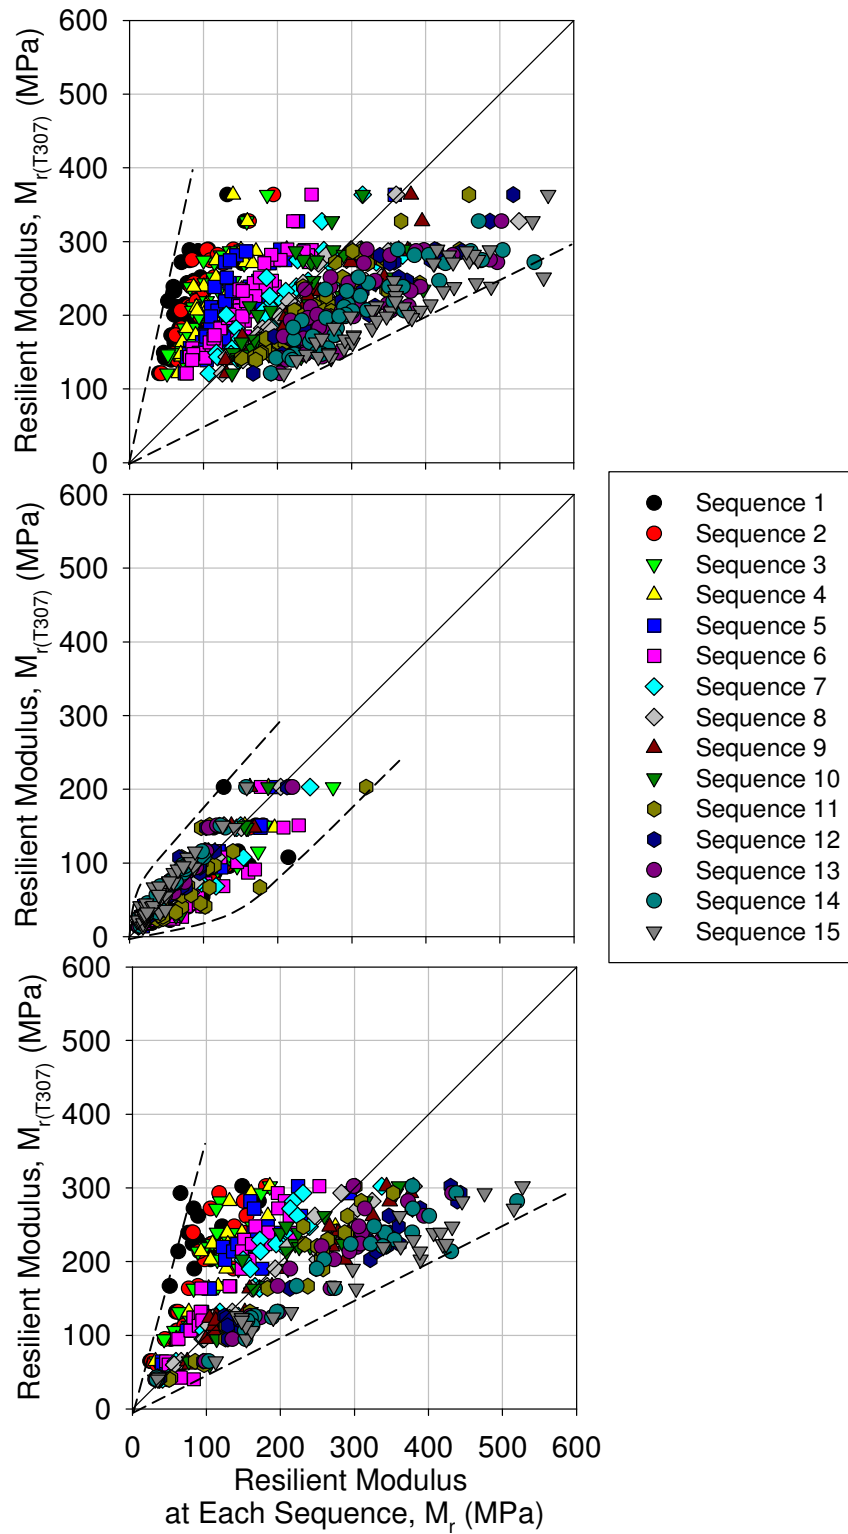 Resilient Modulus, Mr(T307) (MPa)
600
500
400
300
200
100
0
Resilient Modulus, Mr(T307) (MPa)
600
500
400
300
200
100
0
Sequence 1
Sequence 2
Sequence 3
Sequence 4
Sequence 5
Sequence 6
Sequence 7
Sequence 8
Sequence 9
Sequence 10
Sequence 11
Sequence 12
Sequence 13
Sequence 14
Sequence 15
Resilient Modulus, Mr(T307) (MPa)
600
500
400
300
200
100
0
0 100 200 300 400 500 600
Resilient Modulus
at Each Sequence, Mr (MPa)